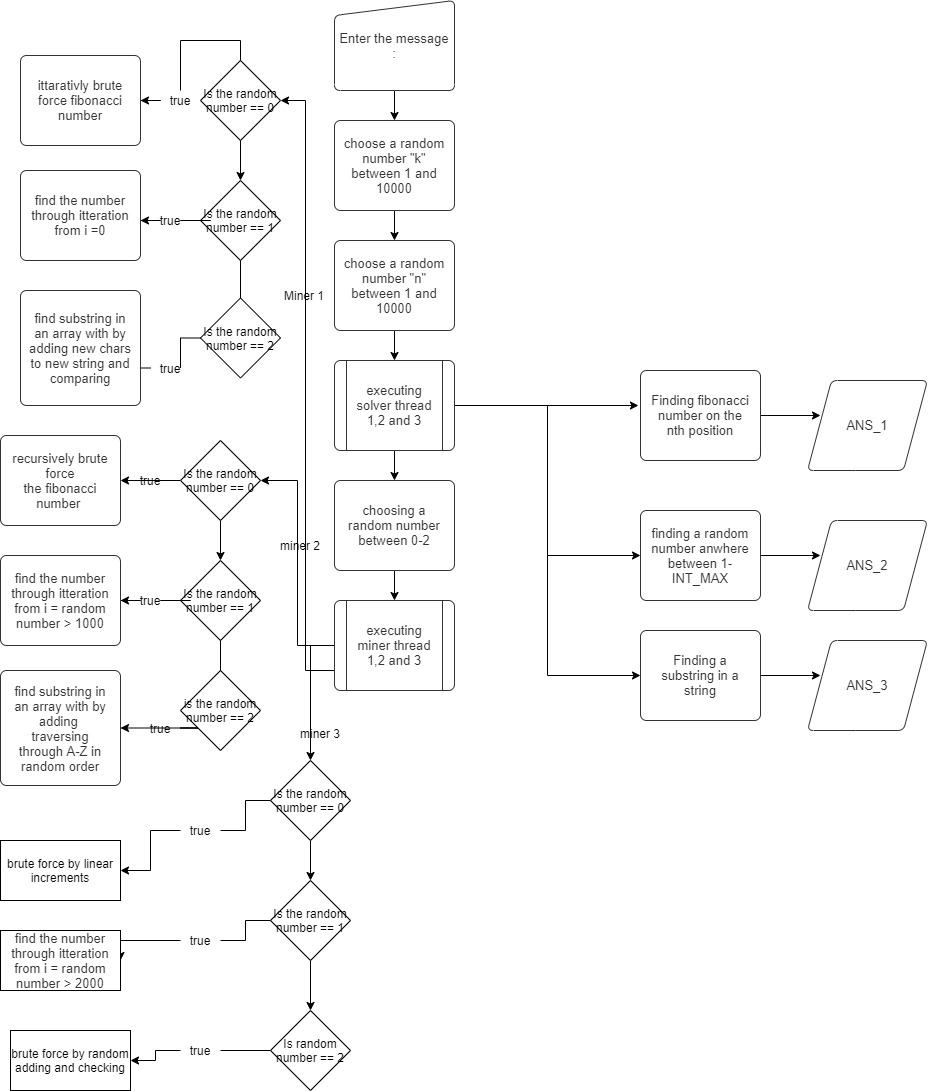 Enter the message
:
choose a random
number "k"
between 1 and
10000
choose a random
number "n"
between 1 and
10000
executing
solver thread
1,2 and 3
choosing a
random number
between 0-2
executing
miner thread
1,2 and 3
Finding fibonacci
number on the
nth position
ANS_1
finding a random
number anwhere
between 1-
INT_MAX
ANS_2
Finding a
substring in a
string
ANS_3
Miner 1
Is the random
number == 0
true
ittarativly brute
force fibonacci
number
Is the random
number == 1
true
find the number
through itteration
from i =0
Is the random
number == 2
true
find substring in
an array with by
adding new chars
to new string and
comparing
miner 2
Is the random
number == 0
true
recursively brute
force
the fibonacci
number
Is the random
number == 1
true
find the number
through itteration
from i = random
number > 1000
is the random
number == 2
true
find substring in
an array with by
adding
traversing
through A-Z in
random order
miner 3
Is the random
number == 0
true
brute force by linear
increments
Is the random
number == 1
true
find the number
through itteration
from i = random
number > 2000
Is random
number == 2
true
brute force by random
adding and checking